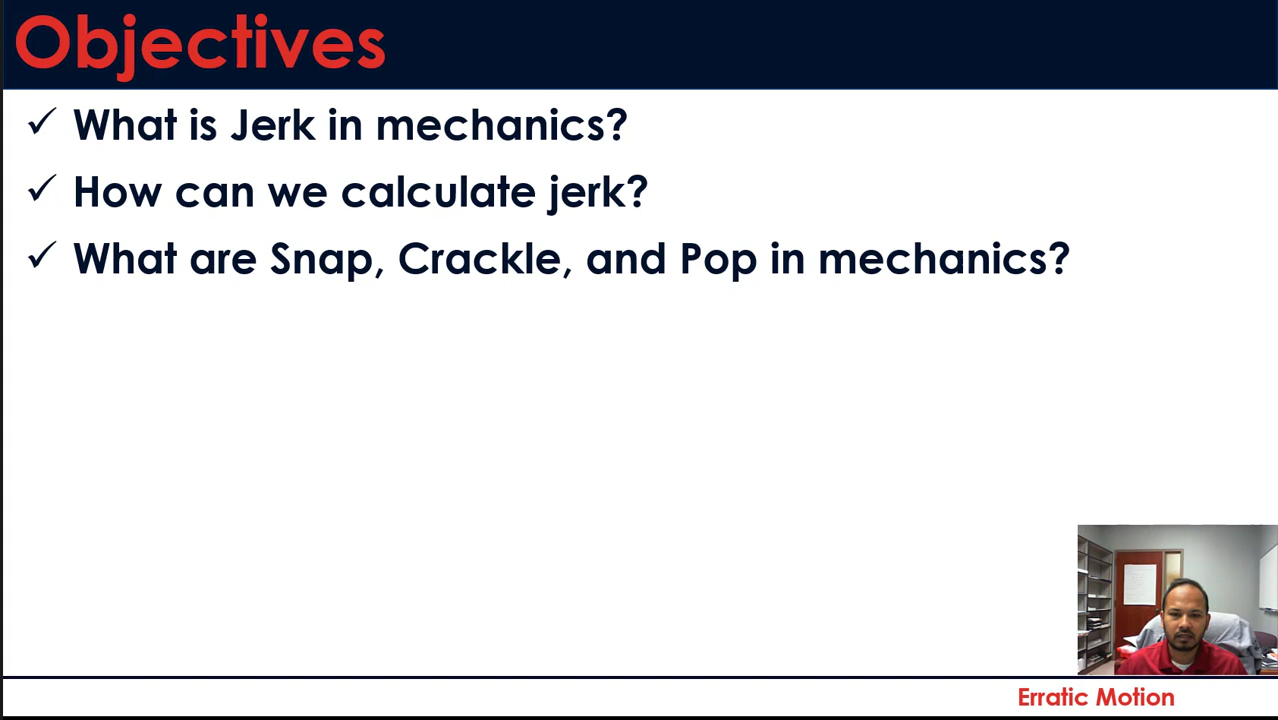 Objectives
✓ What is Jerk in mechanics?
✓ How can we calculate jerk?
✓ What are Snap, Crackle, and Pop in mechanics?
Erratic Motion